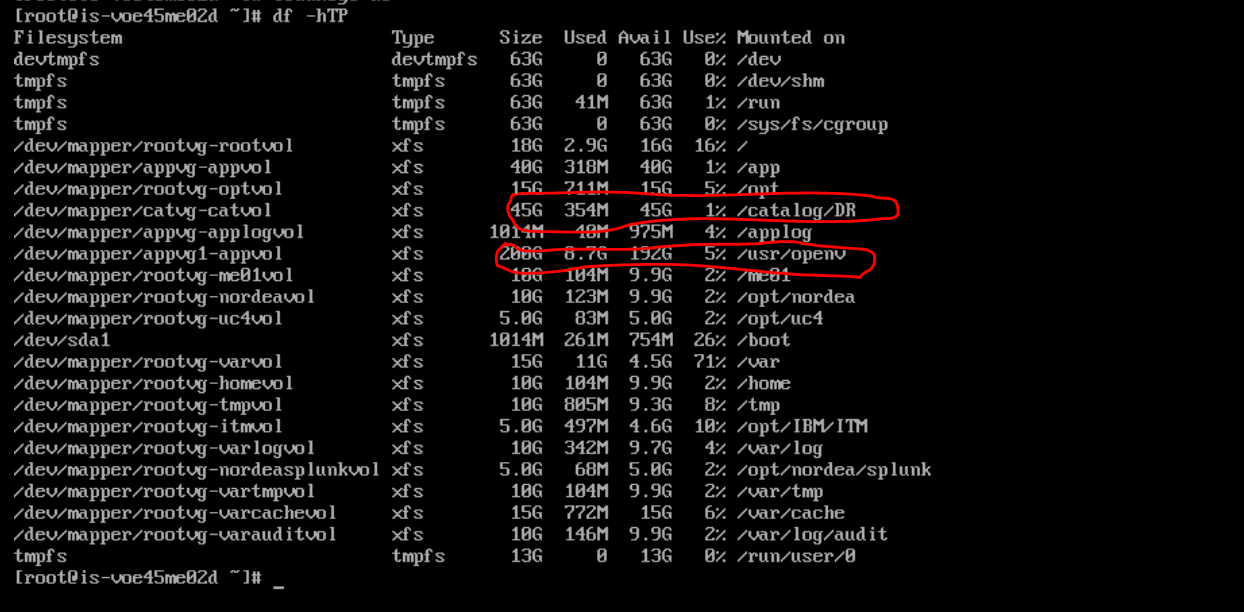 [root@is-voe45me02d ~]# df -hTP
Filesystem Type Size Used Avail Use% Mounted on
devtmpfs devtmpfs 63G 0 63G 0% /dev
tmpfs tmpfs 63G 0 63G 0% /dev/shm
tmpfs tmpfs 63G 41M 63G 1% /run
tmpfs tmpfs 63G 0 63G 0% /sys/fs/cgroup
/dev/mapper/rootvg-rootvol xfs 18G 2.9G 16G 16% /
/dev/mapper/appvg-appvol xfs 40G 318M 40G 1% /app
/dev/mapper/rootvg-optvol xfs 15G 711M 15G 5% /opt
/dev/mapper/catvg-catvol xfs 45G 354M 45G 1% /catalog/DR
/dev/mapper/appvg-applogvol xfs 1014M 40M 975M 4% /applog
/dev/mapper/appvg1-appvol xfs 200G 8.7G 192G 5% /usr/openv
/dev/mapper/rootvg-me01vol xfs 10G 104M 9.9G 2% /me01
/dev/mapper/rootvg-nordeavol xfs 10G 123M 9.9G 2% /opt/nordea
/dev/mapper/rootvg-uc4vol xfs 5.0G 83M 5.0G 2% /opt/uc4
/dev/sda1 xfs 1014M 261M 754M 26% /boot
/dev/mapper/rootvg-varvol xfs 15G 11G 4.5G 71% /var
/dev/mapper/rootvg-homevol xfs 10G 104M 9.9G 2% /home
/dev/mapper/rootvg-tmpvol xfs 10G 805M 9.3G 8% /tmp
/dev/mapper/rootvg-itmvol xfs 5.0G 497M 4.6G 10% /opt/IBM/ITM
/dev/mapper/rootvg-varlogvol xfs 10G 342M 9.7G 4% /var/log
/dev/mapper/rootvg-nordeasplunkvol xfs 5.0G 68M 5.0G 2% /opt/nordea/splunk
/dev/mapper/rootvg-vartmpvol xfs 10G 104M 9.9G 2% /var/tmp
/dev/mapper/rootvg-varcachevol xfs 15G 772M 15G 6% /var/cache
/dev/mapper/rootvg-varauditvol xfs 10G 146M 9.9G 2% /var/log/audit
tmpfs tmpfs 13G 0 13G 0% /run/user/0
[root@is-voe45me02d ~]# _